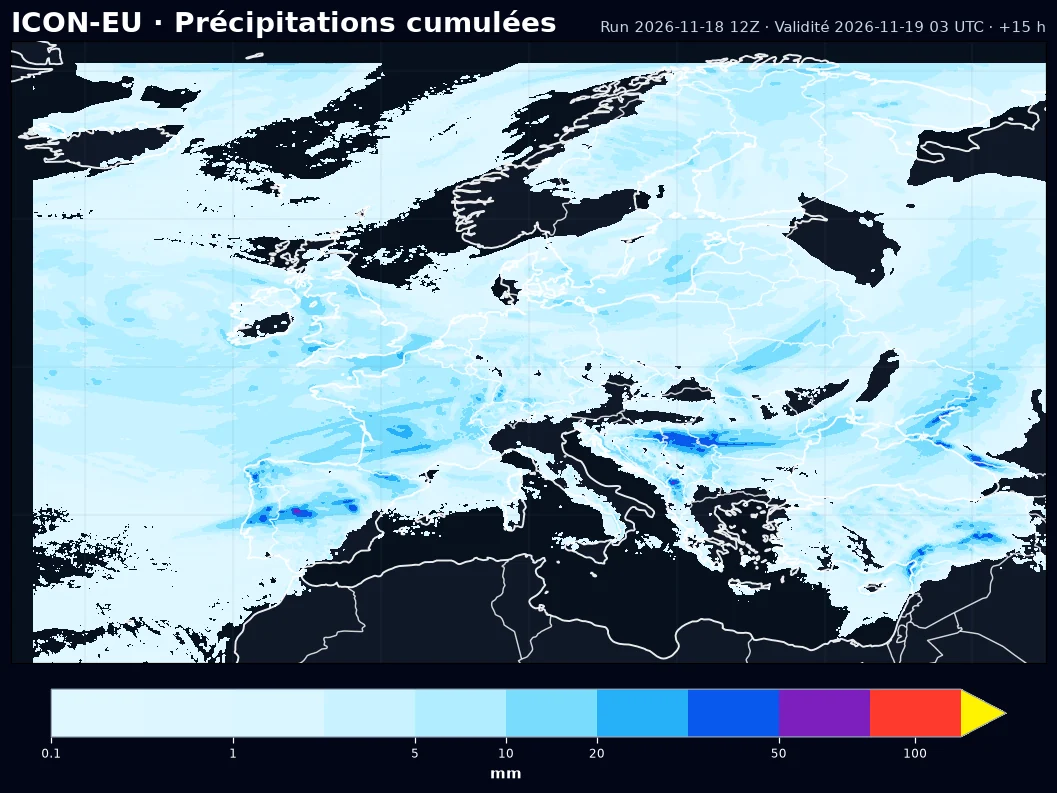 ICON-EU · Précipitations cumulées
Run 2026-11-18 12Z · Validité 2026-11-19 03 UTC · +15 h
0.1 1 5 10 20 50 100
mm